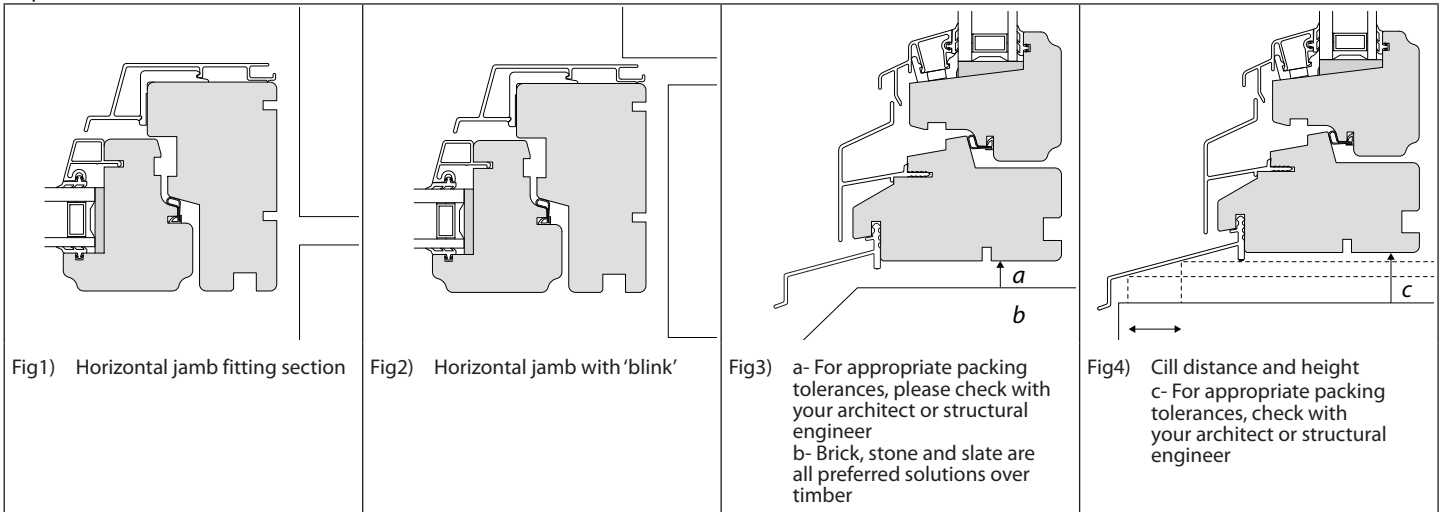 a
b
c
Fig1) Horizontal jamb fitting section
Fig2) Horizontal jamb with ‘blink’
Fig3) a- For appropriate packing
tolerances, please check with
your architect or structural
engineer
b- Brick, stone and slate are
all preferred solutions over
timber
Fig4) Cill distance and height
c- For appropriate packing
tolerances, check with
your architect or structural
engineer